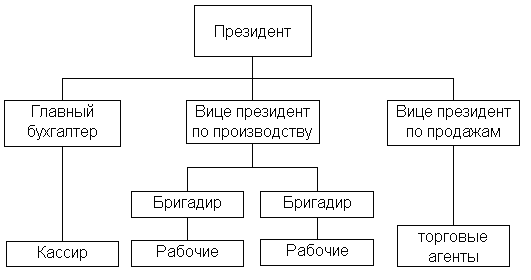 Президент
Главный
бухгалтер
Вице президент
по производству
Вице президент
по продажам
Бригадир
Бригадир
Кассир
Рабочие
Рабочие
торговые
агенты